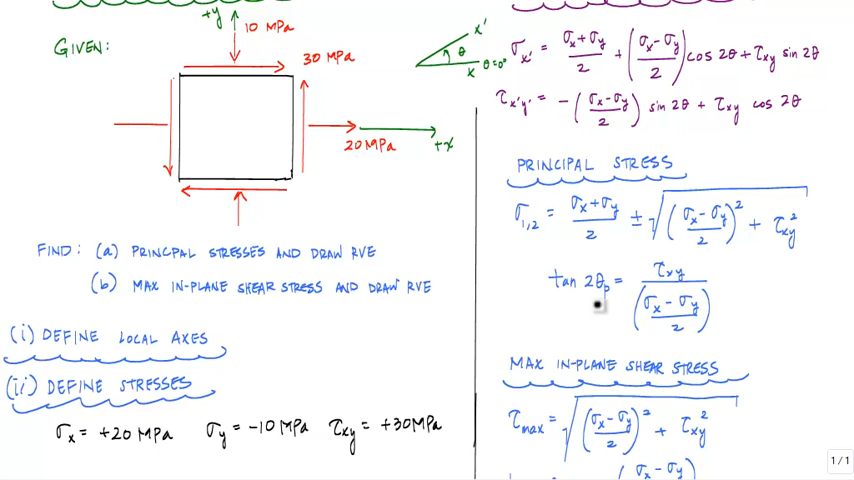 +y
10 MPa
GIVEN:
30 MPa
20 MPa
+x
FIND: (a) PRINCPAL STRESSES AND DRAW RVE
(b) MAX IN-PLANE SHEAR STRESS AND DRAW RVE
(i) DEFINE LOCAL AXES
(ii) DEFINE STRESSES
σx = +20 MPa σy = -10 MPa τxy = +30MPa
x'
θ
x θ=0°
σx' = (σx+σy)/2 + ((σx-σy)/2) cos 2θ + τxy sin 2θ
τx'y' = -((σx-σy)/2) sin 2θ + τxy cos 2θ
PRINCIPAL STRESS
σ1,2 = (σx+σy)/2 ± √(((σx-σy)/2)² + τxy²)
tan 2θp = τxy/((σx-σy)/2)
MAX IN-PLANE SHEAR STRESS
τmax = √(((σx-σy)/2)² + τxy²)
(σx-σy)
1/1